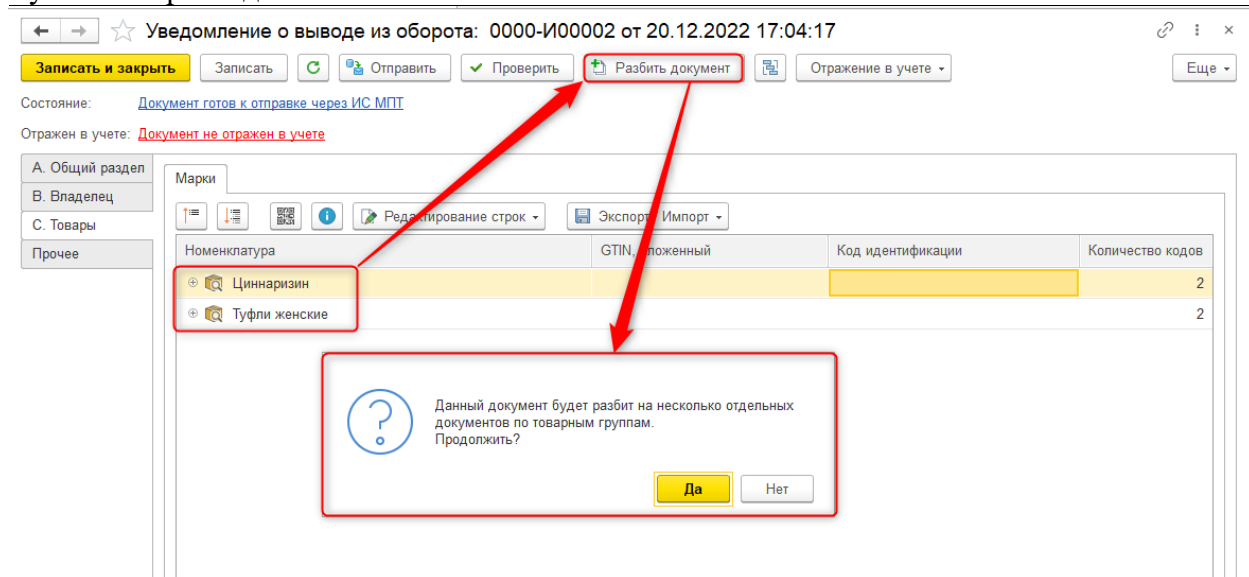 Уведомление о выводе из оборота: 0000-И00002 от 20.12.2022 17:04:17
Записать и закрыть Записать Отправить Проверить Разбить документ Отражение в учете Еще
Состояние: Документ готов к отправке через ИС МПТ
Отражен в учете: Документ не отражен в учете
А. Общий раздел
В. Владелец
С. Товары
Прочее
Марки
Редактирование строк Экспорт Импорт
Номенклатура GTIN, вложенный Код идентификации Количество кодов
Циннаризин 2
Туфли женские 2
Данный документ будет разбит на несколько отдельных
документов по товарным группам.
Продолжить?
Да Нет